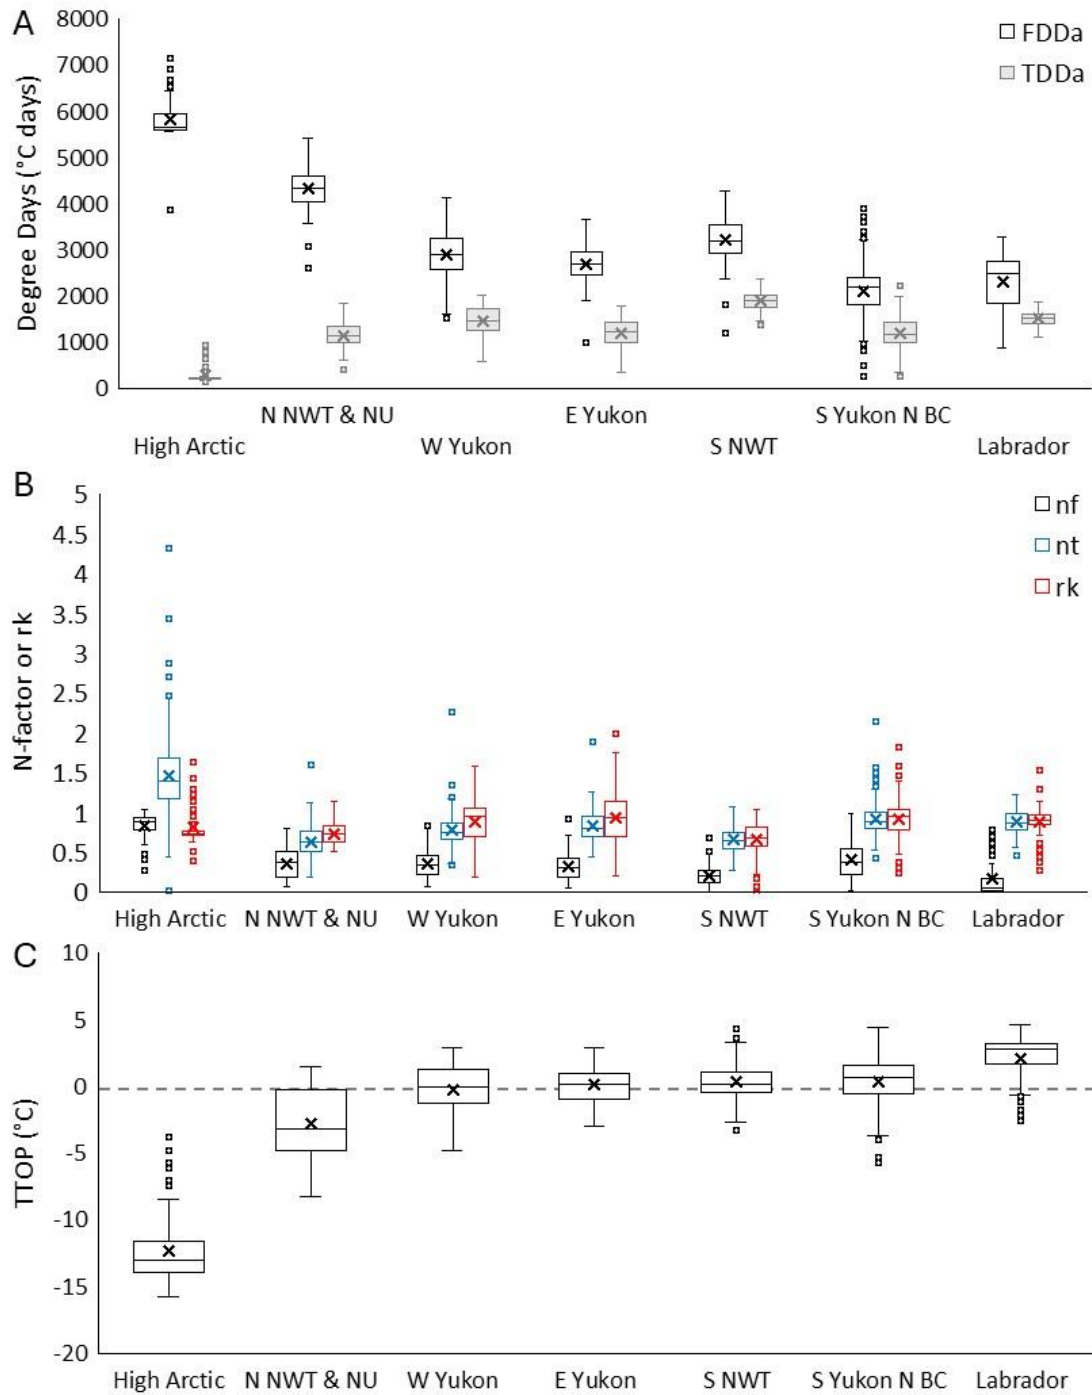 A
8000
7000
6000
5000
4000
3000
2000
1000
0
Degree Days (°C days)
FDDa
TDDa
N NWT & NU
E Yukon
S Yukon N BC
High Arctic
W Yukon
S NWT
Labrador
B
5
4.5
4
3.5
3
2.5
2
1.5
1
0.5
0
N-factor or rk
nf
nt
rk
High Arctic N NWT & NU W Yukon E Yukon S NWT S Yukon N BC Labrador
C
10
5
0
-5
-10
-15
-20
TTOP (°C)
High Arctic N NWT & NU W Yukon E Yukon S NWT S Yukon N BC Labrador